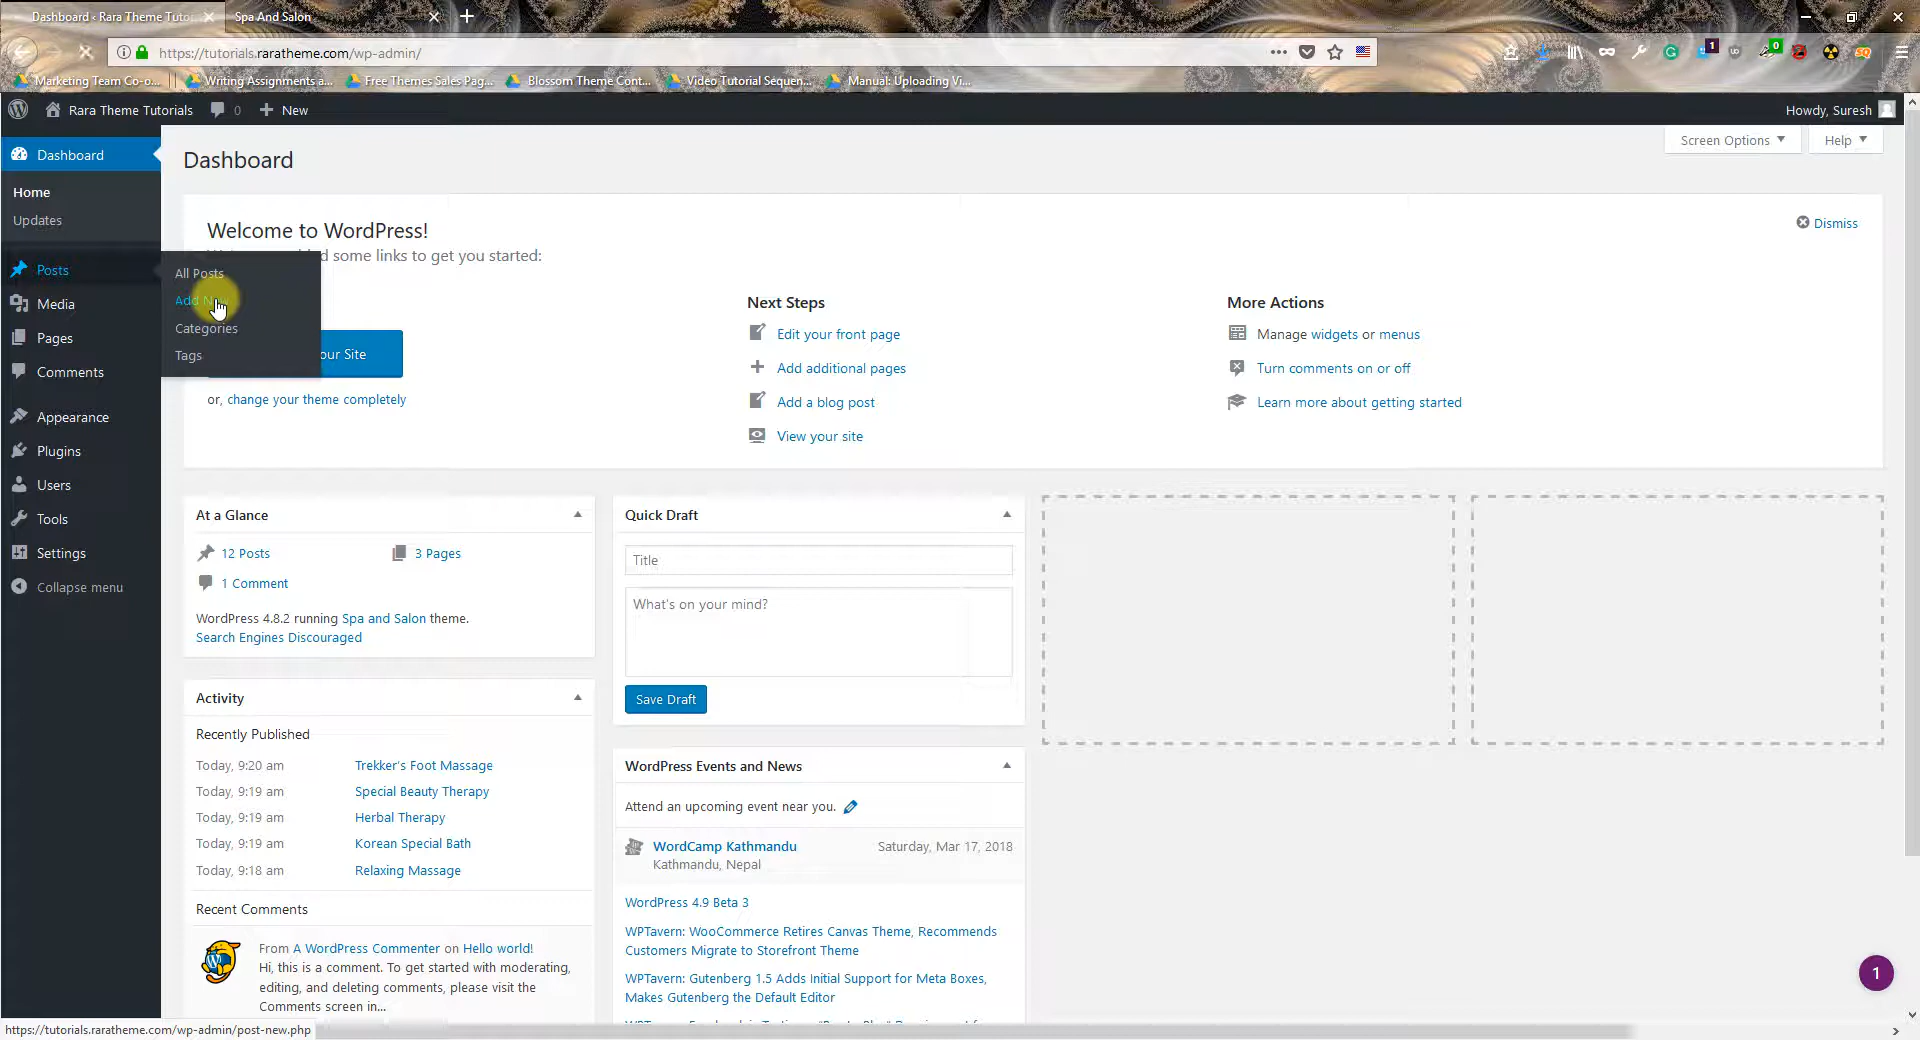 Dashboard ‹ Rara Theme Tuto...
Spa And Salon
https://tutorials.raratheme.com/wp-admin/
1
0
Marketing Team Co-o...
Writing Assignments a...
Free Themes Sales Pag...
Blossom Theme Cont...
Video Tutorial Sequen...
Manual: Uploading Vi...
Rara Theme Tutorials
0
New
Howdy, Suresh
Dashboard
Home
Updates
Posts
Media
Pages
Comments
Appearance
Plugins
Users
Tools
Settings
Collapse menu
All Posts
Add
Categories
Tags
Dashboard
Screen Options
Help
Welcome to WordPress!
some links to get you started:
Dismiss
our Site
or, change your theme completely
Next Steps
Edit your front page
Add additional pages
Add a blog post
View your site
More Actions
Manage widgets or menus
Turn comments on or off
Learn more about getting started
At a Glance
12 Posts
3 Pages
1 Comment
WordPress 4.8.2 running Spa and Salon theme.
Search Engines Discouraged
Activity
Recently Published
Today, 9:20 am Trekker's Foot Massage
Today, 9:19 am Special Beauty Therapy
Today, 9:19 am Herbal Therapy
Today, 9:19 am Korean Special Bath
Today, 9:18 am Relaxing Massage
Recent Comments
From A WordPress Commenter on Hello world!
Hi, this is a comment. To get started with moderating,
editing, and deleting comments, please visit the
Comments screen in...
Quick Draft
Title
What's on your mind?
Save Draft
WordPress Events and News
Attend an upcoming event near you.
WordCamp Kathmandu
Saturday, Mar 17, 2018
Kathmandu, Nepal
WordPress 4.9 Beta 3
WPTavern: WooCommerce Retires Canvas Theme, Recommends
Customers Migrate to Storefront Theme
WPTavern: Gutenberg 1.5 Adds Initial Support for Meta Boxes,
Makes Gutenberg the Default Editor
1
https://tutorials.raratheme.com/wp-admin/post-new.php